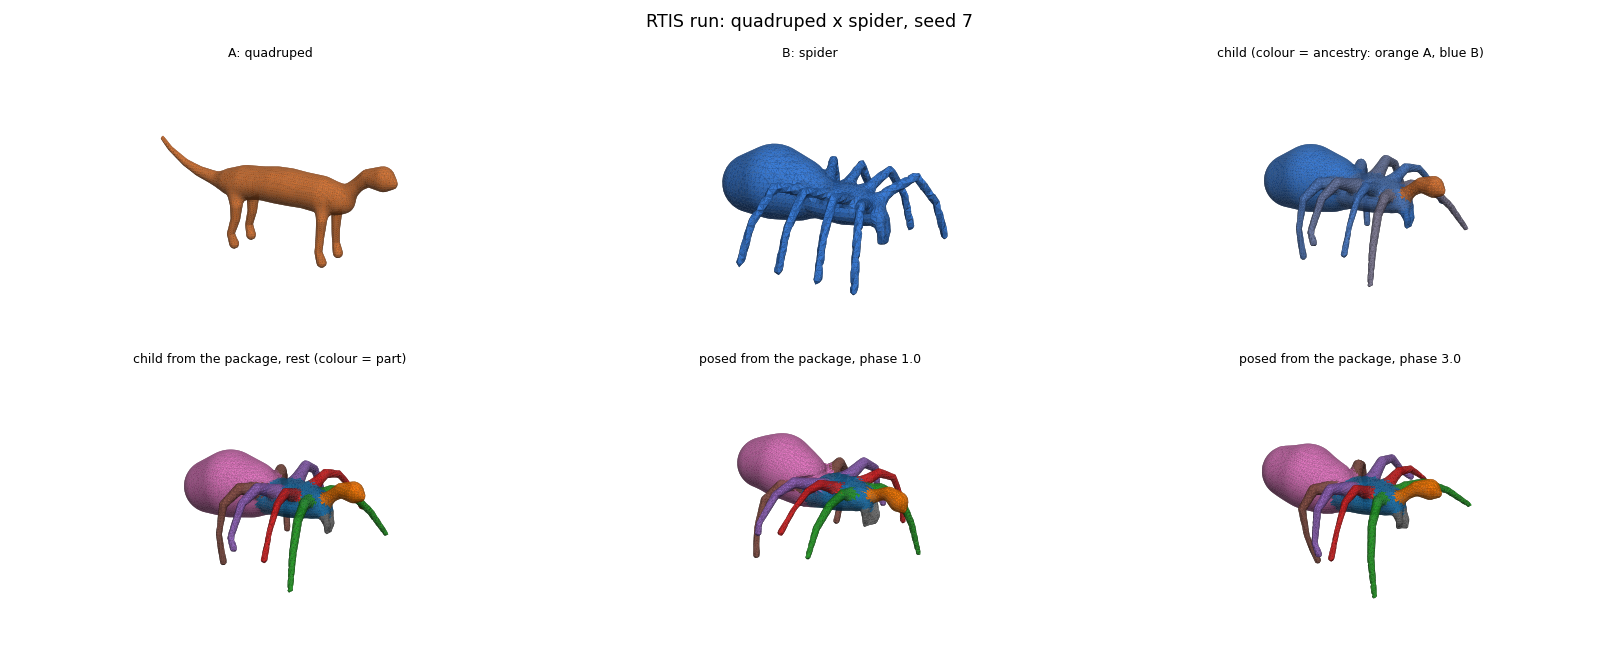 RTIS run: quadruped x spider, seed 7
A: quadruped
B: spider
child (colour = ancestry: orange A, blue B)
child from the package, rest (colour = part)
posed from the package, phase 1.0
posed from the package, phase 3.0